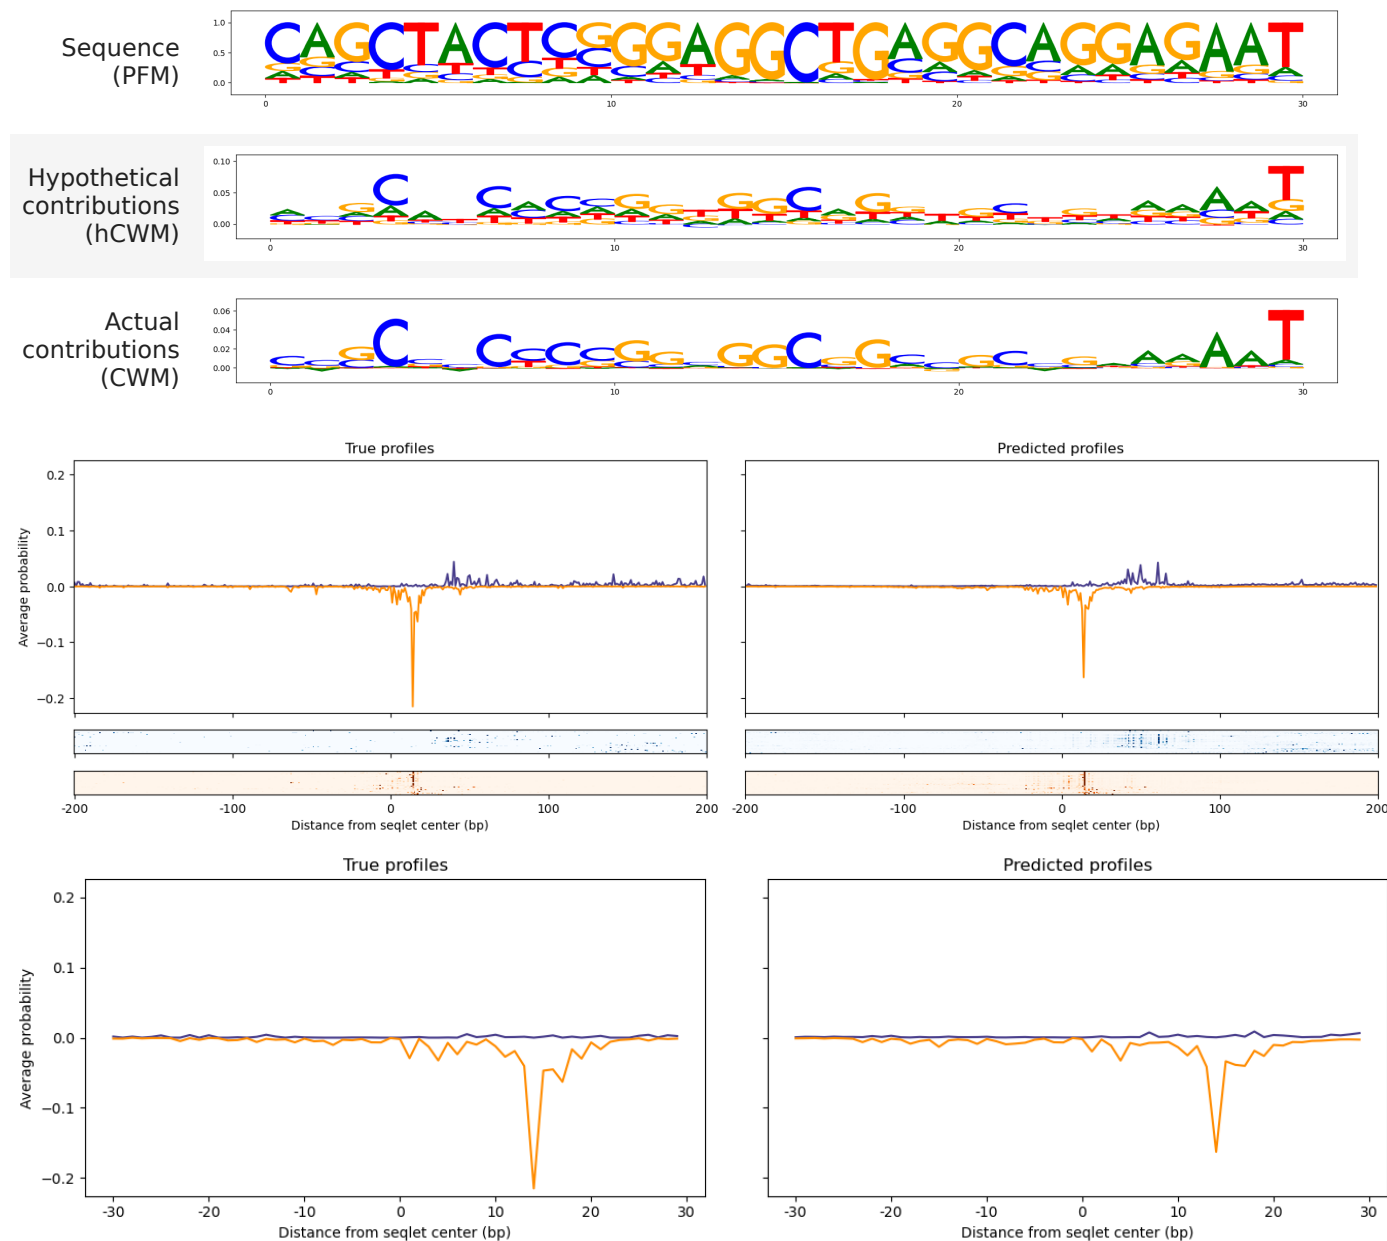 Sequence
(PFM)
1.0
0.5
0.0
CAGCTACTCGGGAGGCTGAGGCAGGAGAAT
0
10
20
30
Hypothetical
contributions
(hCWM)
0.10
0.05
0.00
0
10
20
30
Actual
contributions
(CWM)
0.06
0.04
0.02
0.00
0
10
20
30
True profiles
Predicted profiles
Average probability
0.2
0.1
0.0
−0.1
−0.2
-200
-100
0
100
200
-200
-100
0
100
200
Distance from seqlet center (bp)
Distance from seqlet center (bp)
True profiles
Predicted profiles
Average probability
0.2
0.1
0.0
−0.1
−0.2
-30
-20
-10
0
10
20
30
-30
-20
-10
0
10
20
30
Distance from seqlet center (bp)
Distance from seqlet center (bp)